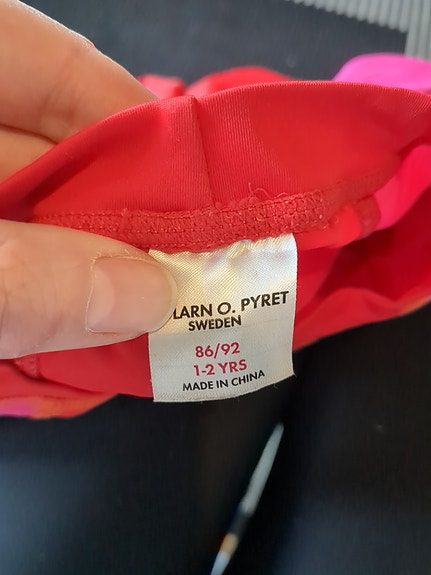 LARN O. PYRET
SWEDEN
86/92
1-2 YRS
MADE IN CHINA